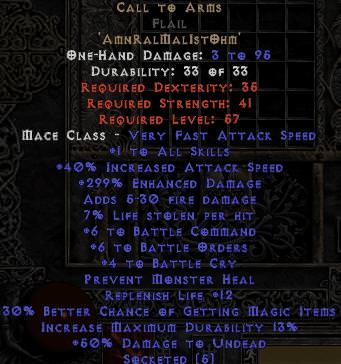 Call to Arms
Flail
'AmnRalMalIstOhm'
One-Hand Damage: 3 to 95
Durability: 33 of 33
Required Dexterity: 35
Required Strength: 41
Required Level: 57
Mace Class - Very Fast Attack Speed
+1 to All Skills
+40% Increased Attack Speed
+299% Enhanced Damage
Adds 5-30 fire damage
7% Life stolen per hit
+6 to Battle Command
+6 to Battle Orders
+4 to Battle Cry
Prevent Monster Heal
Replenish Life +12
30% Better Chance of Getting Magic Items
Increase Maximum Durability 13%
+50% Damage to Undead
Socketed [5]